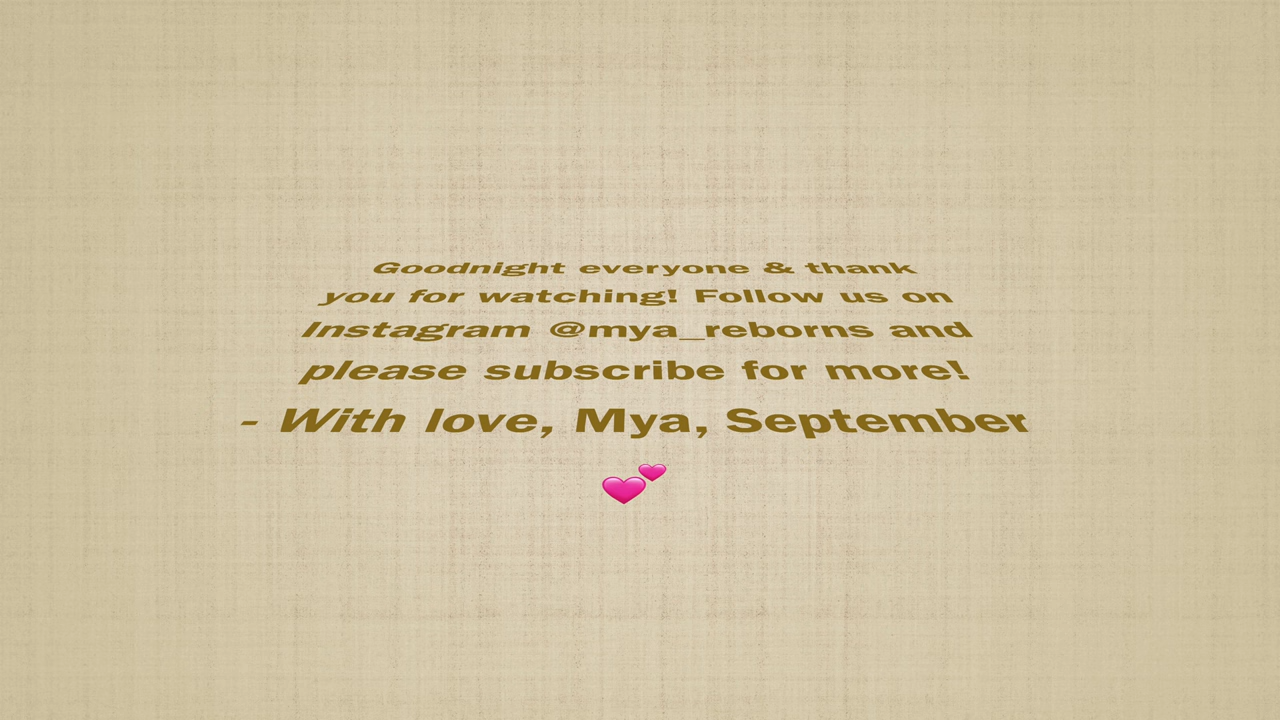 Goodnight everyone & thank
you for watching! Follow us on
Instagram @mya_reborns and
please subscribe for more!
- With love, Mya, September
💕